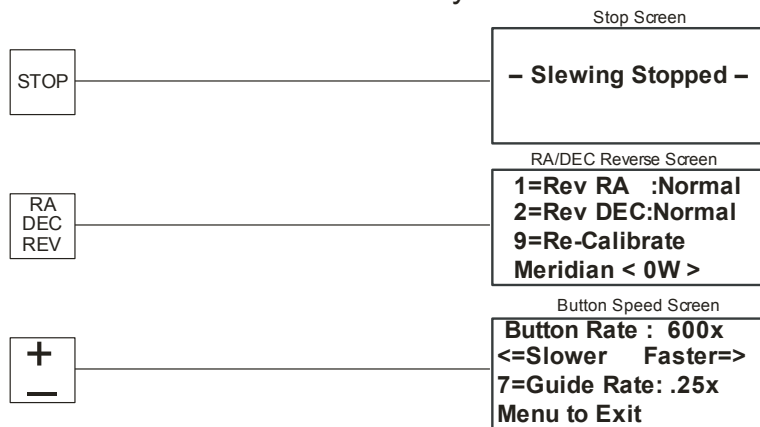 Stop Screen
STOP
– Slewing Stopped –
RA/DEC Reverse Screen
RA
DEC
REV
1=Rev RA :Normal
2=Rev DEC:Normal
9=Re-Calibrate
Meridian < 0W >
Button Speed Screen
+
–
Button Rate : 600x
<=Slower Faster=>
7=Guide Rate: .25x
Menu to Exit